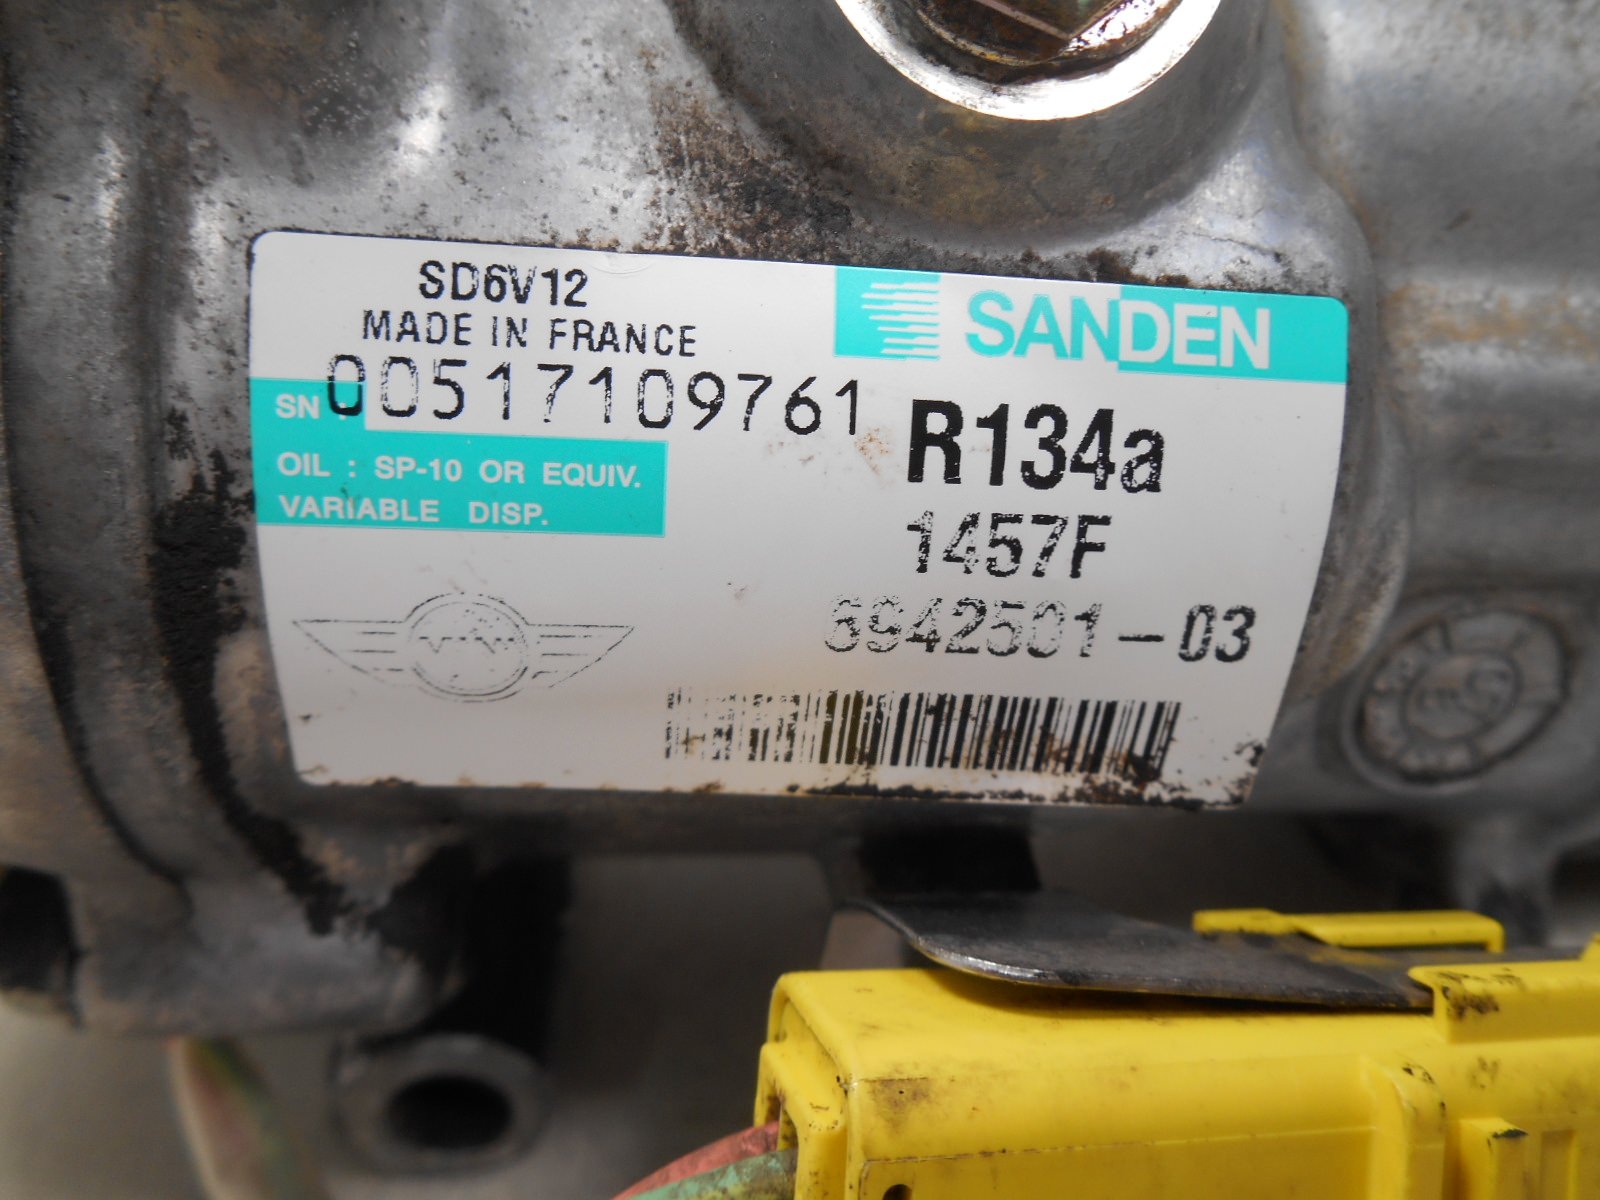 SD6V12
MADE IN FRANCE
SANDEN
SN : 00517109761
OIL : SP-10 OR EQUIV.
VARIABLE DISP.
R134a
1457F
6942501-03